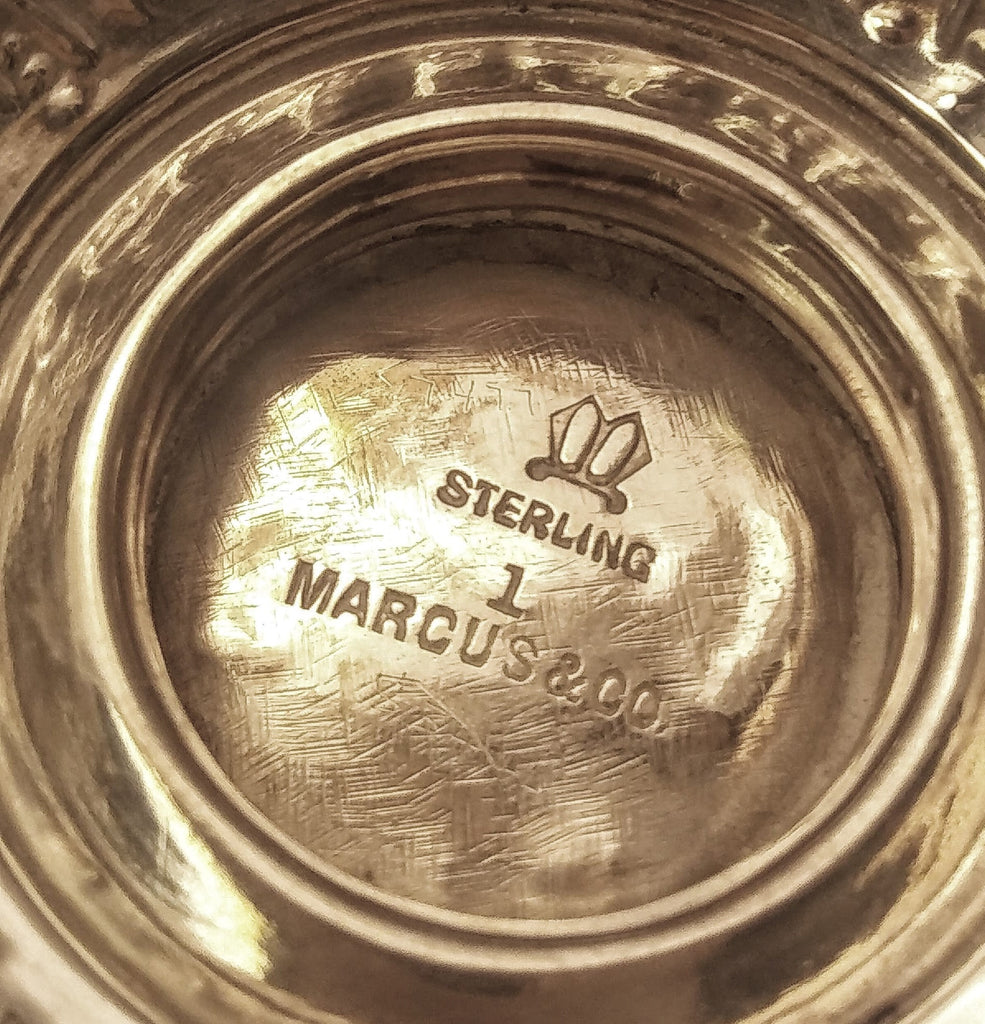 STERLING
1
MARCUS & CO.